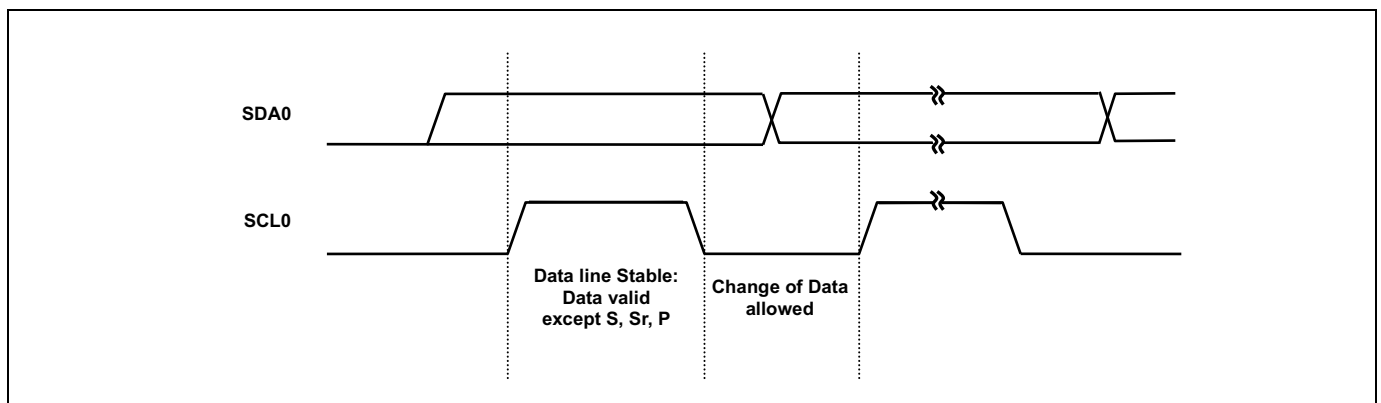 SDA0
SCL0
Data line Stable:
Data valid
except S, Sr, P
Change of Data
allowed